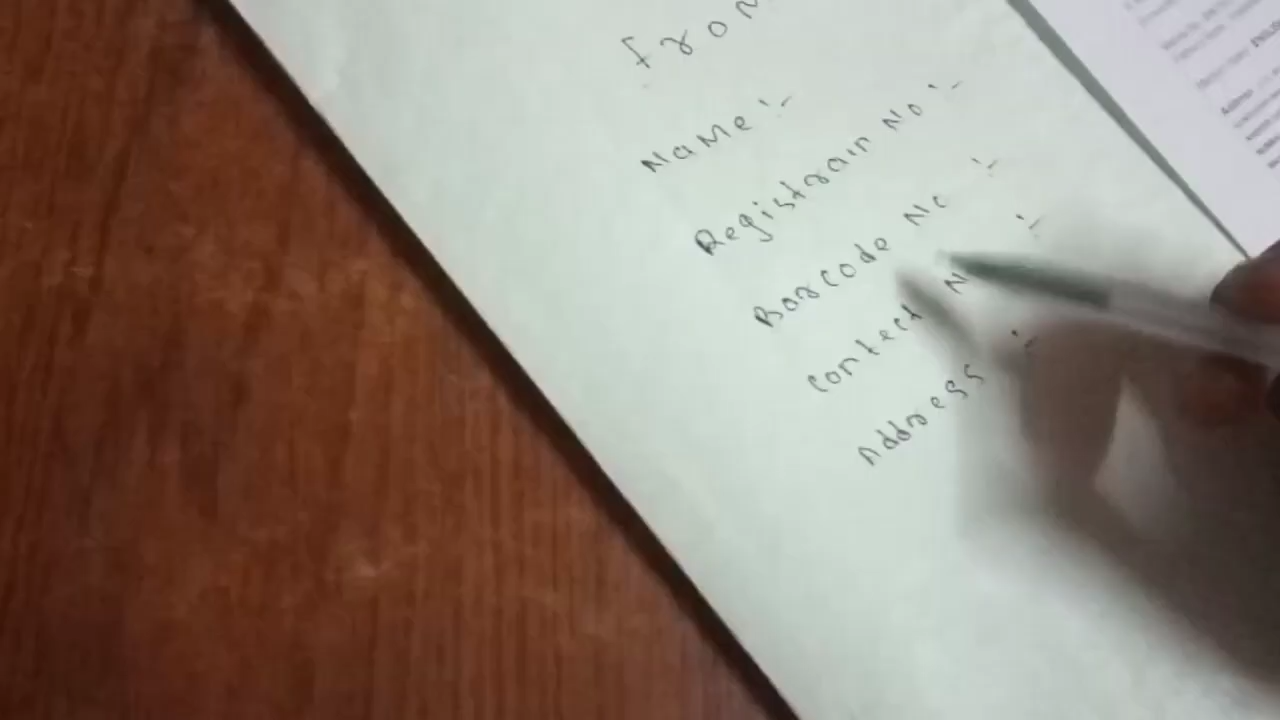 from
Name :-
Registrain No :-
Barcode No :-
Contect N :-
Address :-